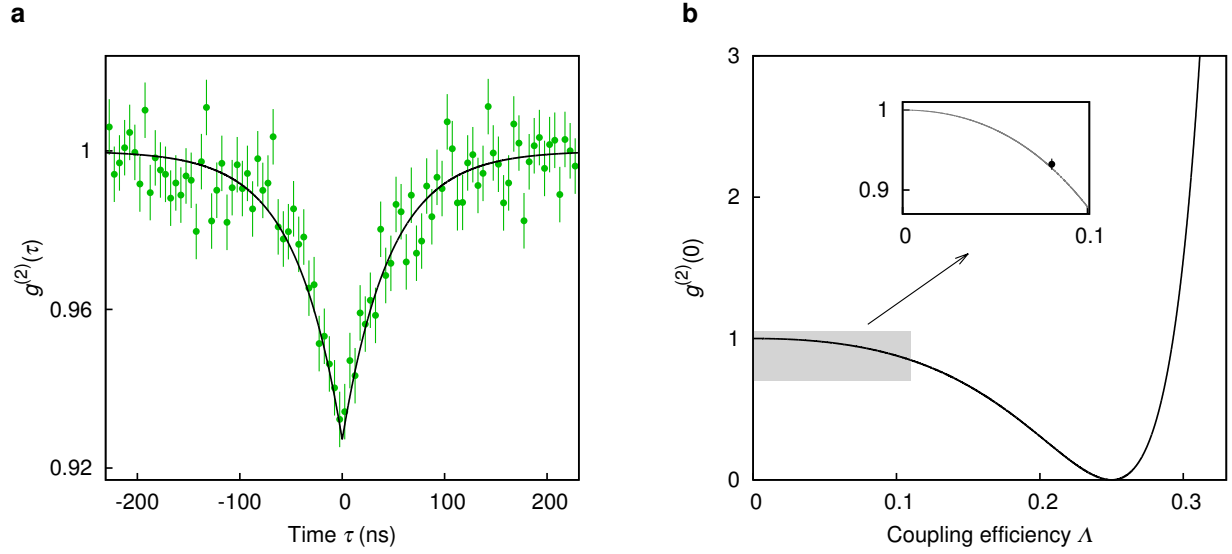 a
1
0.96
0.92
g(2)(τ)
-200 -100 0 100 200
Time τ (ns)
b
3
2
1
0
g(2)(0)
0 0.1 0.2 0.3
Coupling efficiency Λ
1
0.9
0 0.1